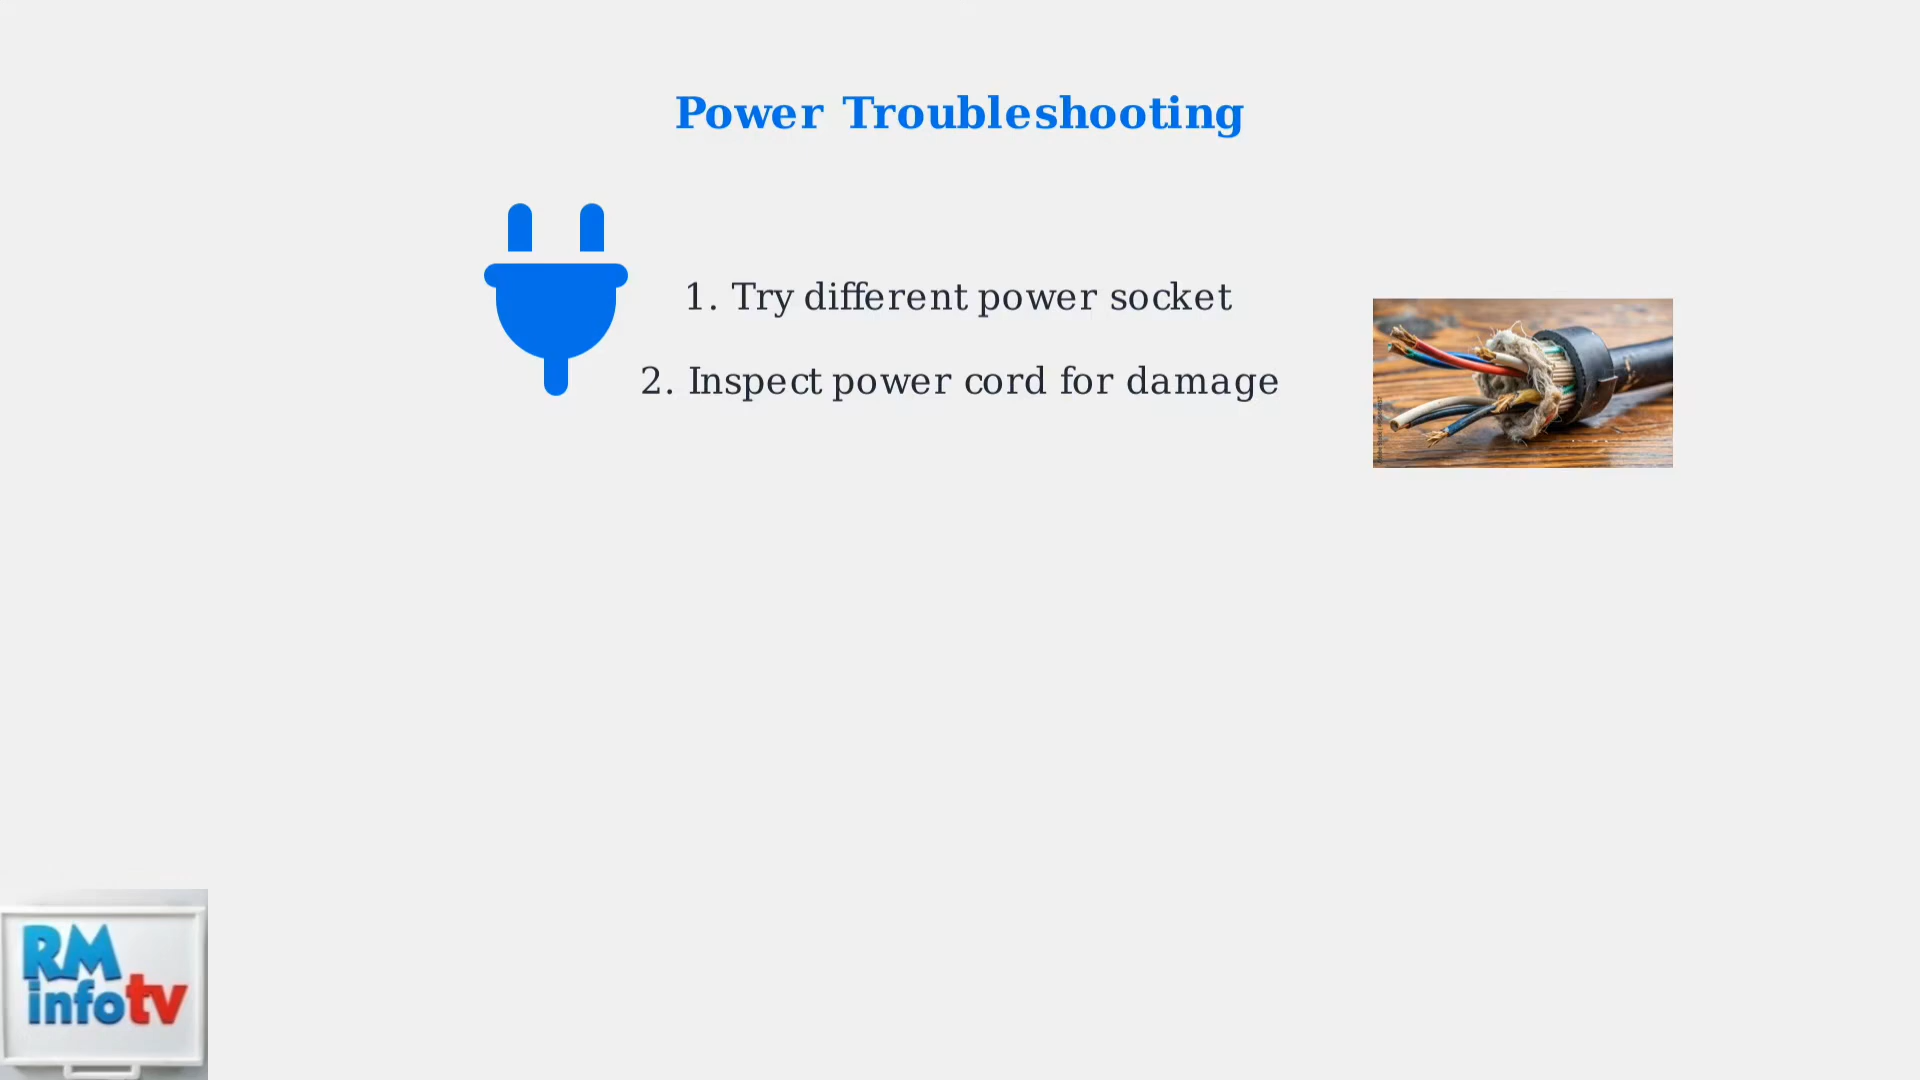 Power Troubleshooting
1. Try different power socket
2. Inspect power cord for damage
RM
infotv